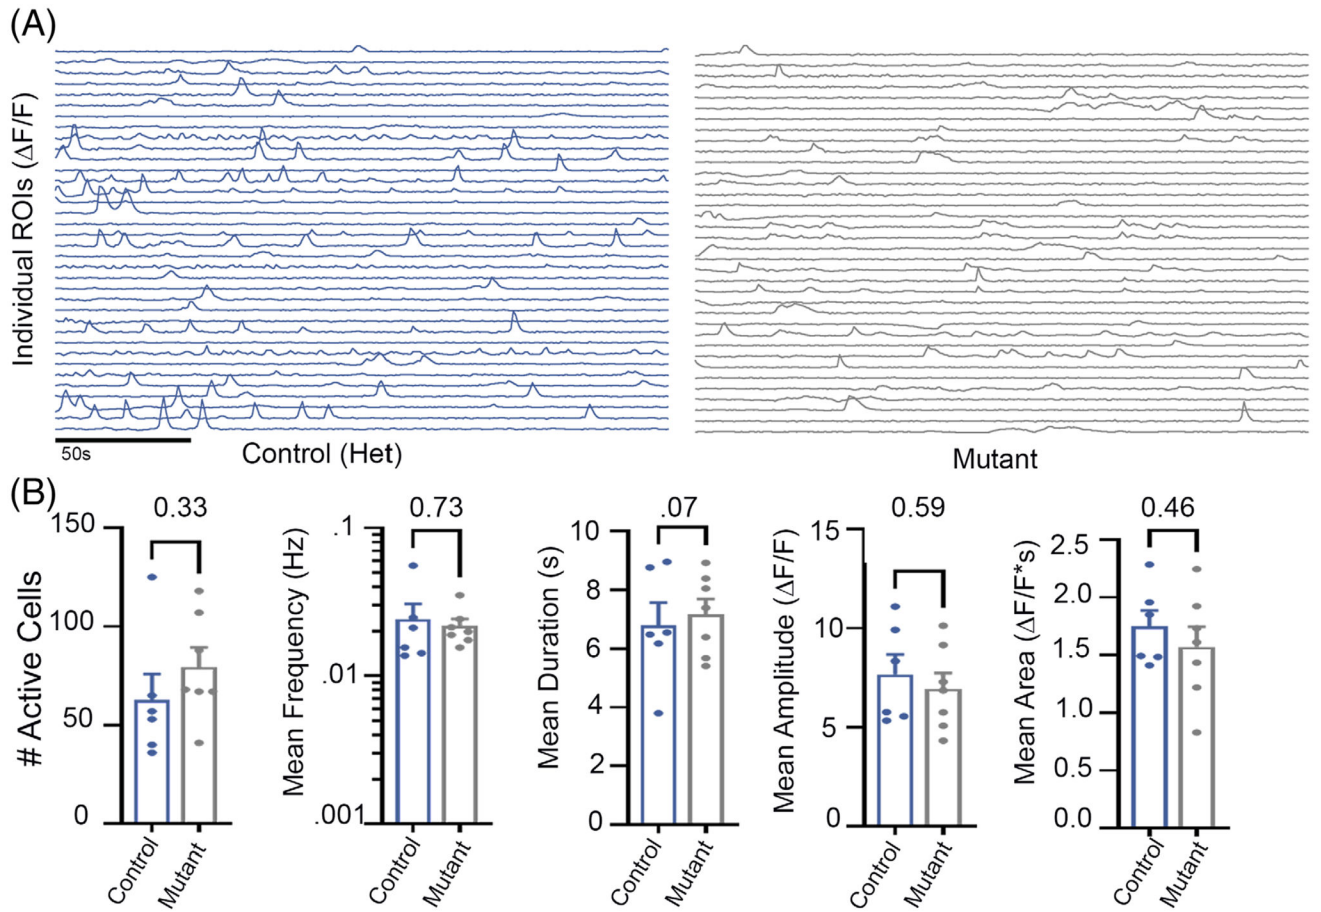 (A)
Individual ROIs (ΔF/F)
50s
Control (Het)
Mutant
(B)
# Active Cells
150
100
50
0
0.33
Control
Mutant
Mean Frequency (Hz)
.1
.01
.001
0.73
Control
Mutant
Mean Duration (s)
10
8
6
4
2
0
.07
Control
Mutant
Mean Amplitude (ΔF/F)
15
10
5
0
0.59
Control
Mutant
Mean Area (ΔF/F*s)
2.5
2.0
1.5
1.0
0.5
0.0
0.46
Control
Mutant